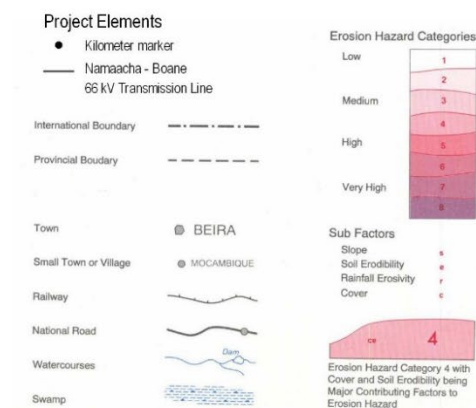 Project Elements
Kilometer marker
Namaacha - Boane
66 kV Transmission Line
International Boundary
Provincial Boudary
Town
BEIRA
Small Town or Village
MOCAMBIQUE
Railway
National Road
Watercourses
Dam
Swamp
Erosion Hazard Categories
Low
1
2
Medium
3
4
High
5
6
Very High
7
8
Sub Factors
Slope s
Soil Erodibility e
Rainfall Erosivity r
Cover c
ce 4
Erosion Hazard Category 4 with
Cover and Soil Erodibility being
Major Contributing Factors to
Erosion Hazard